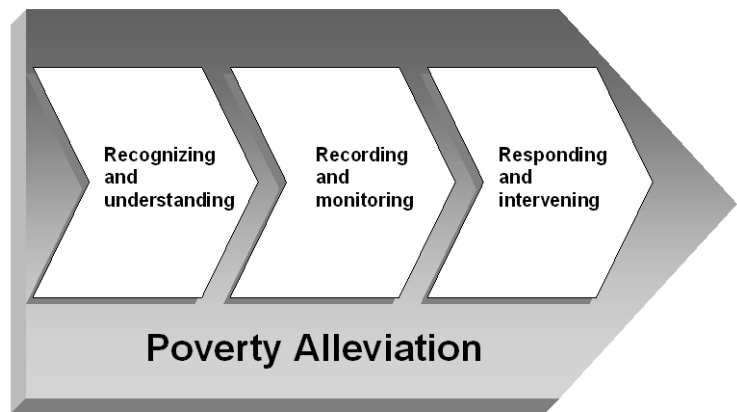 Recognizing
and
understanding
Recording
and
monitoring
Responding
and
intervening
Poverty Alleviation